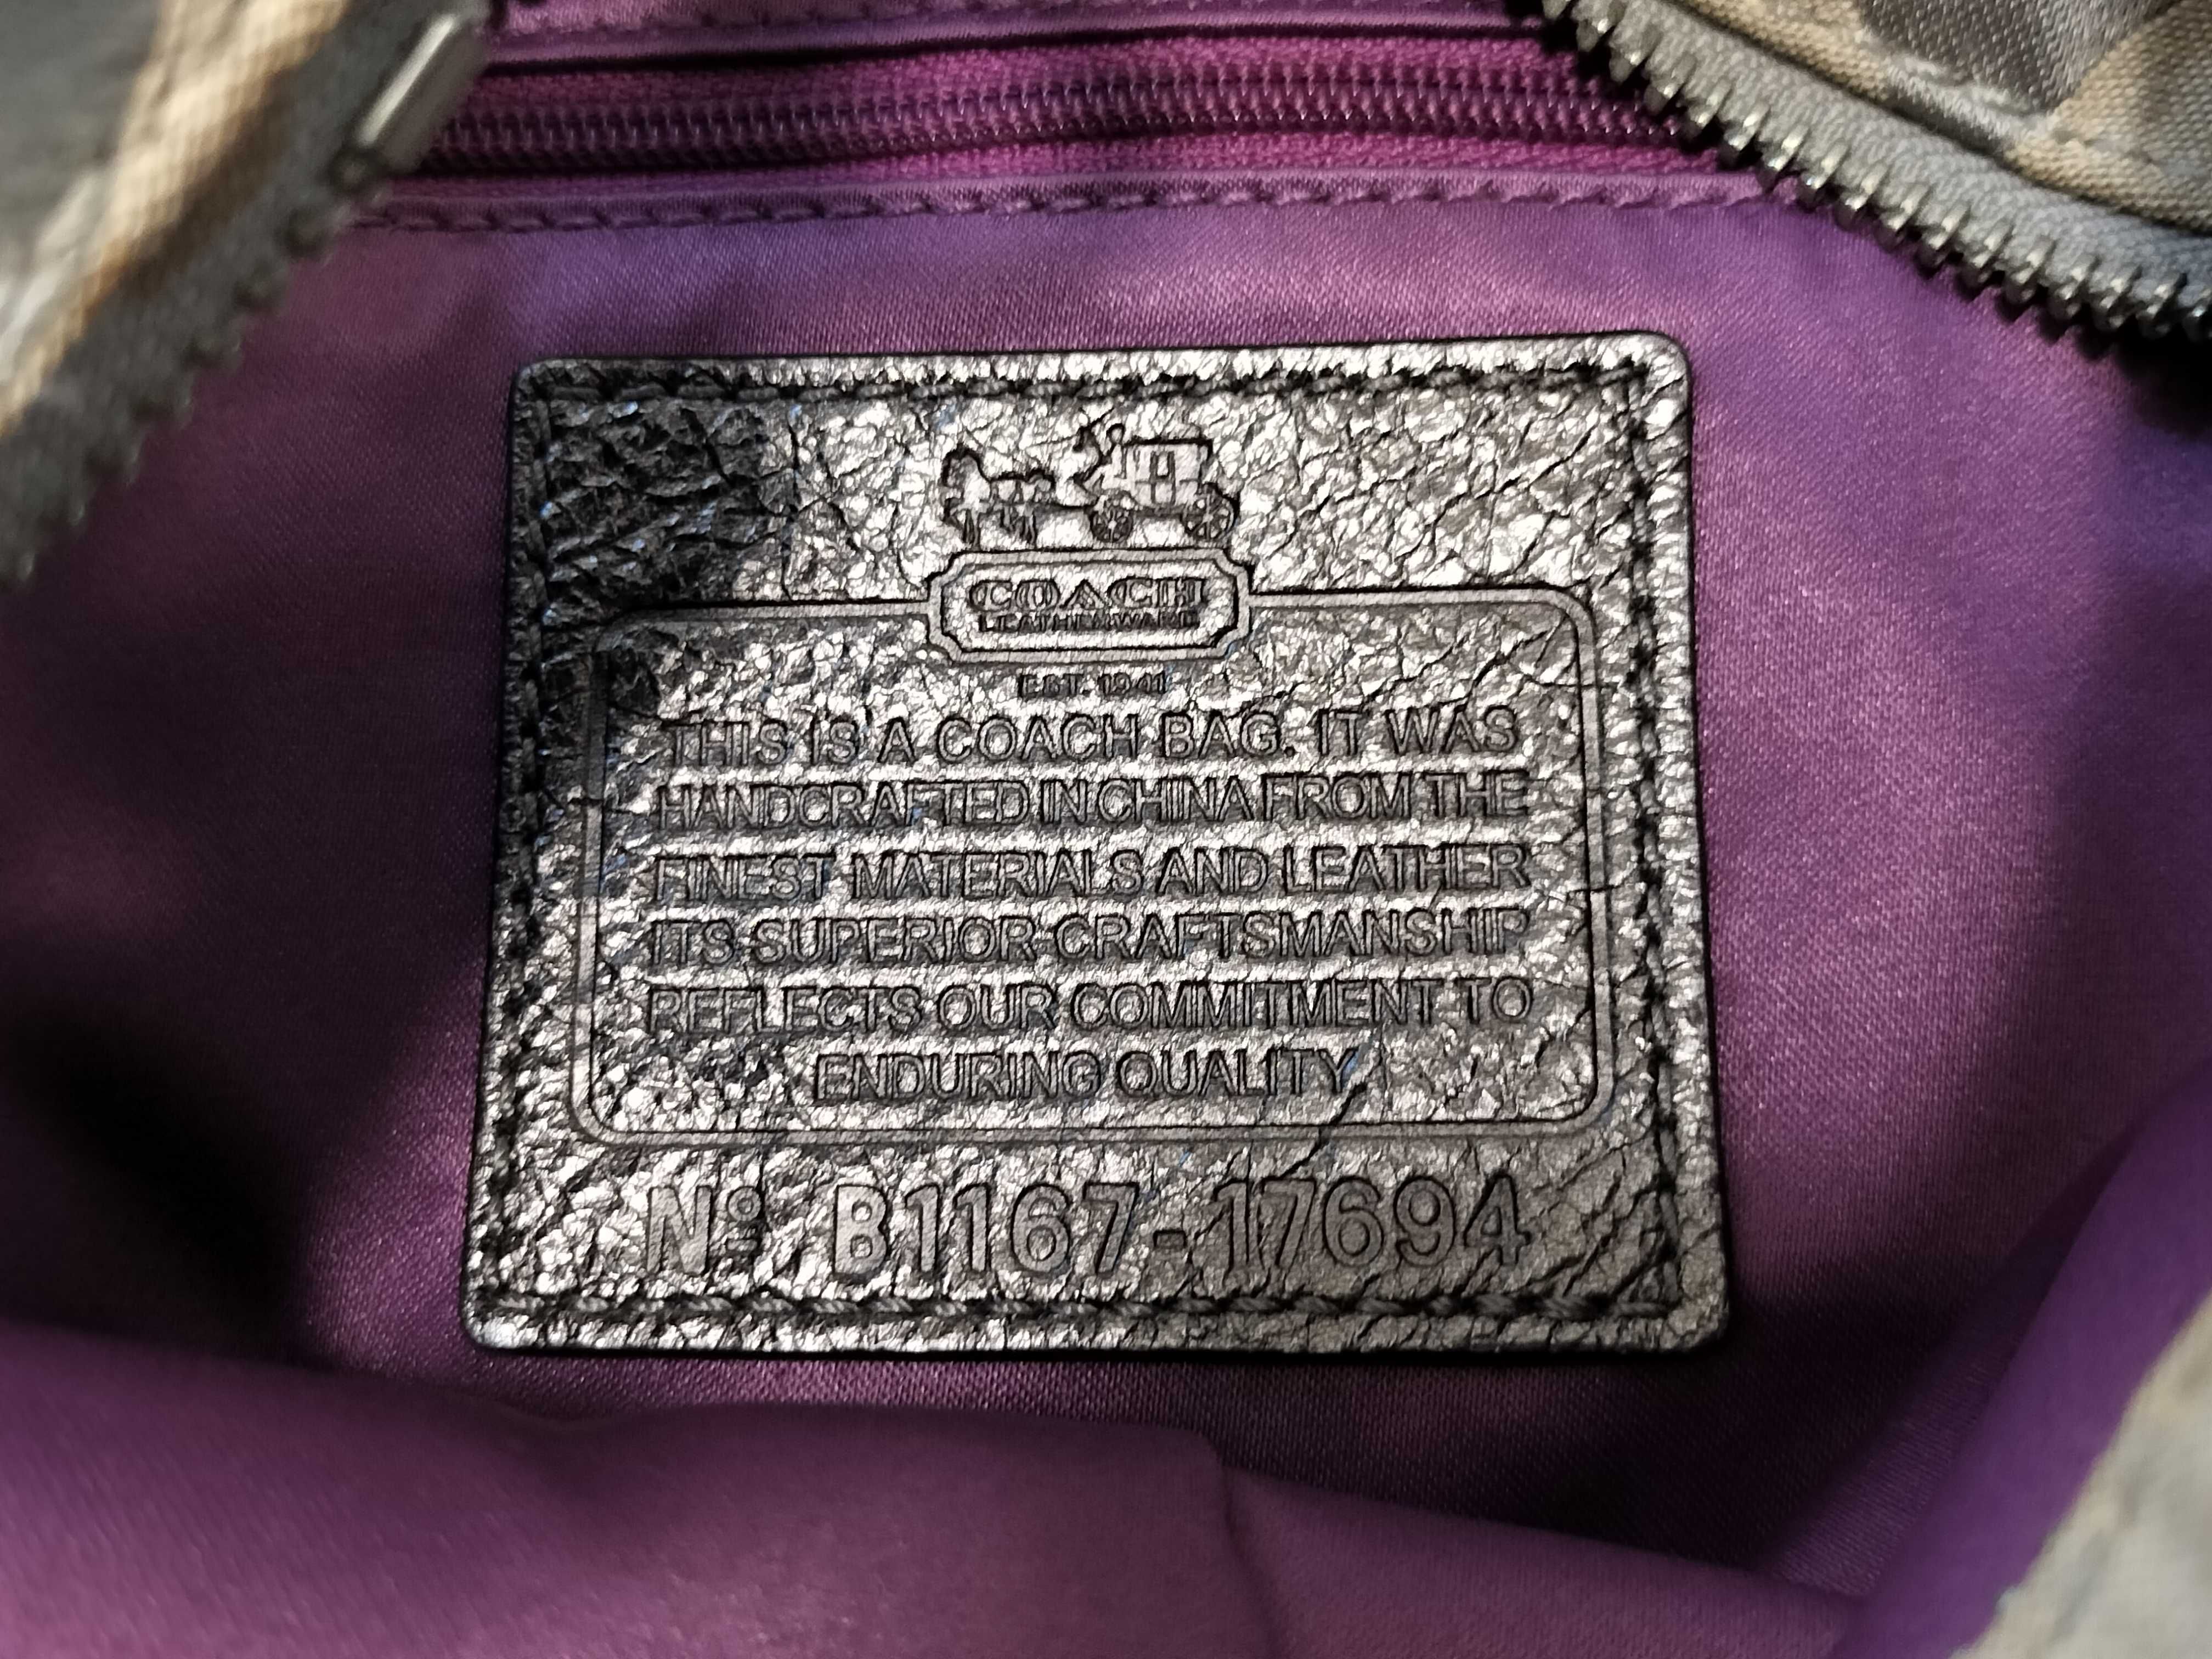 COACH
LEATHERWARE
EST. 1941
THIS IS A COACH BAG. IT WAS
HANDCRAFTED IN CHINA FROM THE
FINEST MATERIALS AND LEATHER
ITS SUPERIOR CRAFTSMANSHIP
REFLECTS OUR COMMITMENT TO
ENDURING QUALITY
Nº B1167-17694